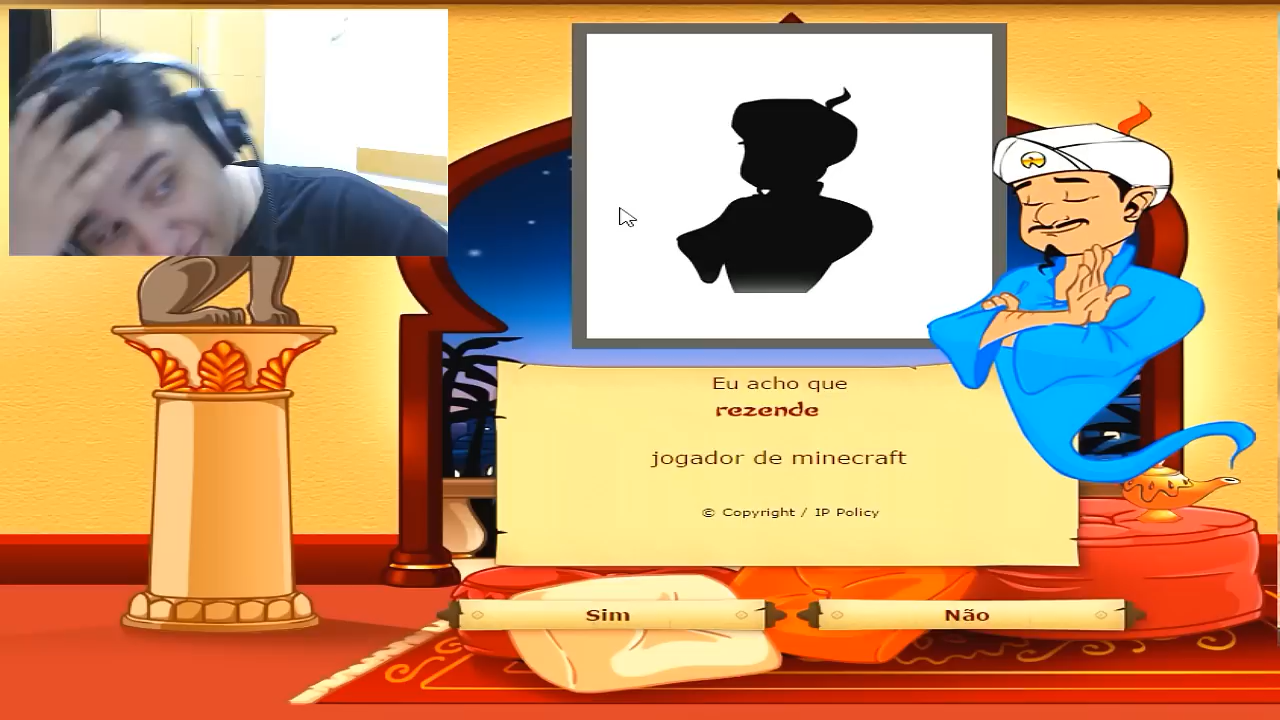 Eu acho que
rezende
jogador de minecraft
© Copyright / IP Policy
Sim
Não